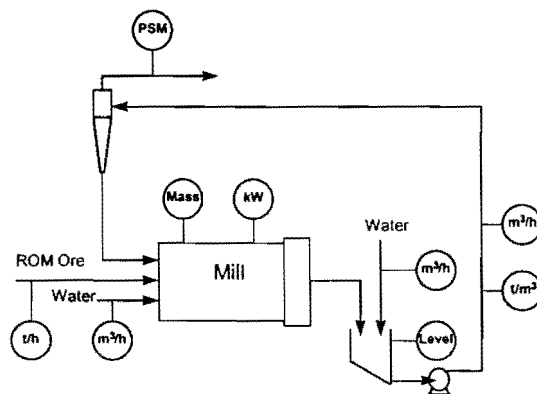 PSM
Mass
kW
Water
m³/h
ROM Ore
Mill
m³/h
Water
t/m³
t/h
m³/h
Level